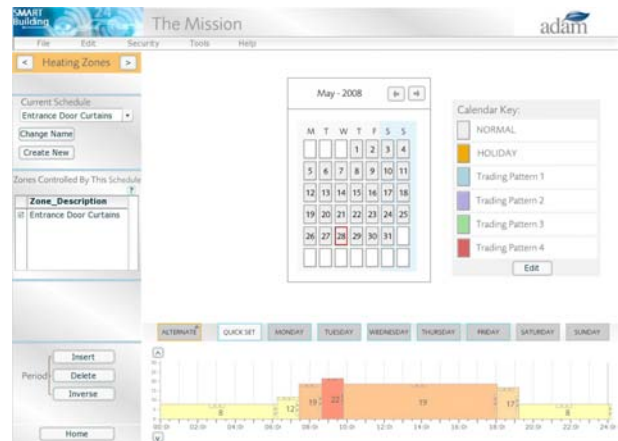 SMART
Building
24
The Mission
adam
File Edit Security Tools Help
< Heating Zones >
Current Schedule
Entrance Door Curtains
Change Name
Create New
Zones Controlled By This Schedule
?
Zone_Description
Entrance Door Curtains
Period
Insert
Delete
Inverse
Home
May - 2008
M T W T F S S
1 2 3 4
5 6 7 8 9 10 11
12 13 14 15 16 17 18
19 20 21 22 23 24 25
26 27 28 29 30 31
Calendar Key:
NORMAL
HOLIDAY
Trading Pattern 1
Trading Pattern 2
Trading Pattern 3
Trading Pattern 4
Edit
ALTERNATE QUICK SET MONDAY TUESDAY WEDNESDAY THURSDAY FRIDAY SATURDAY SUNDAY
8 12 19 22 19 17 8